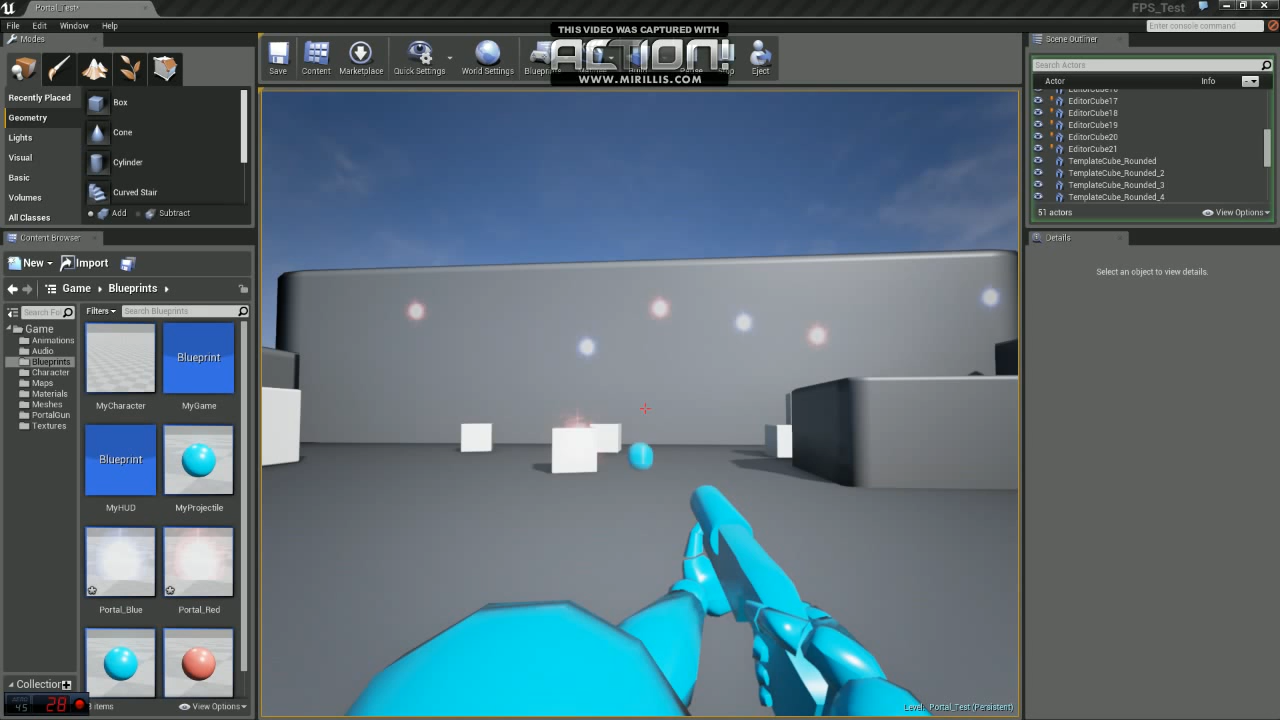 Portal_Test*
FPS_Test
File Edit Window Help
THIS VIDEO WAS CAPTURED WITH
ACTION!
WWW.MIRILLIS.COM
Enter console command
Modes
Save
Content
Marketplace
Quick Settings
World Settings
Eject
Scene Outliner
Search Actors
Actor Info
Recently Placed
Geometry
Lights
Visual
Basic
Volumes
All Classes
Box
Cone
Cylinder
Curved Stair
Add Subtract
EditorCube17
EditorCube18
EditorCube19
EditorCube20
EditorCube21
TemplateCube_Rounded
TemplateCube_Rounded_2
TemplateCube_Rounded_3
TemplateCube_Rounded_4
51 actors View Options
Content Browser
Details
Select an object to view details.
New Import
Game Blueprints
Filters Search Blueprints
Game
Animations
Audio
Blueprints
Character
Maps
Materials
Meshes
PortalGun
Textures
Blueprint
MyCharacter
MyGame
Blueprint
MyHUD
MyProjectile
Portal_Blue
Portal_Red
Collection
45 28
items View Options
Level: Portal_Test (Persistent)